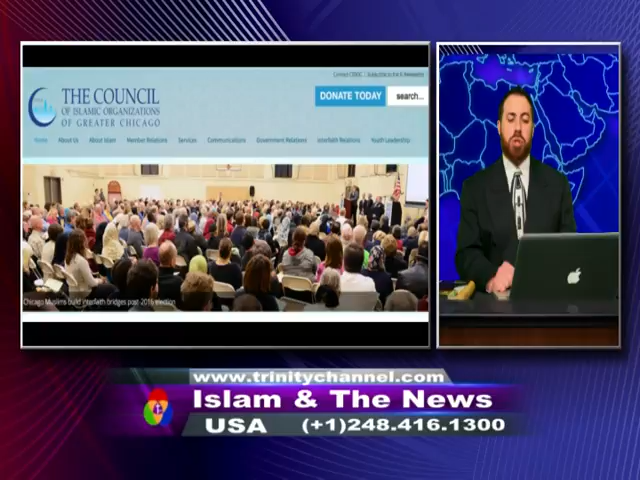 Contact CIOGC | Subscribe to the E-Newsletter
DONATE TODAY search...
THE COUNCIL
OF ISLAMIC ORGANIZATIONS
OF GREATER CHICAGO
Home About Us About Islam Member Relations Services Communications Government Relations Interfaith Relations Youth Leadership
Chicago Muslims build interfaith bridges post-2016 election
www.trinitychannel.com
Islam & The News
USA (+1)248.416.1300